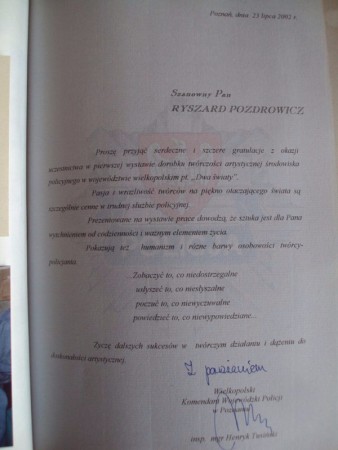 Poznań, dnia 23 lipca 2002 r.
Szanowny Pan
RYSZARD POZDROWICZ
Proszę przyjąć serdeczne i szczere gratulacje z okazji
uczestnictwa w pierwszej wystawie dorobku twórczości artystycznej środowiska
policyjnego w województwie wielkopolskim pt. „Dwa światy".
Pasja i wrażliwość twórców na piękno otaczającego świata są
szczególnie cenne w trudnej służbie policyjnej.
Prezentowane na wystawie prace dowodzą, że sztuka jest dla Pana
wytchnieniem od codzienności i ważnym elementem życia.
Pokazują też humanizm i różne barwy osobowości twórcy-
policjanta.
Zobaczyć to, co niedostrzegalne
usłyszeć to, co niesłyszalne
poczuć to, co niewyczuwalne
powiedzieć to, co niewypowiedziane...
Życzę dalszych sukcesów w twórczym działaniu i dążeniu do
doskonałości artystycznej.
Z poważaniem
Wielkopolski
Komendant Wojewódzki Policji
w Poznaniu
insp. mgr Henryk